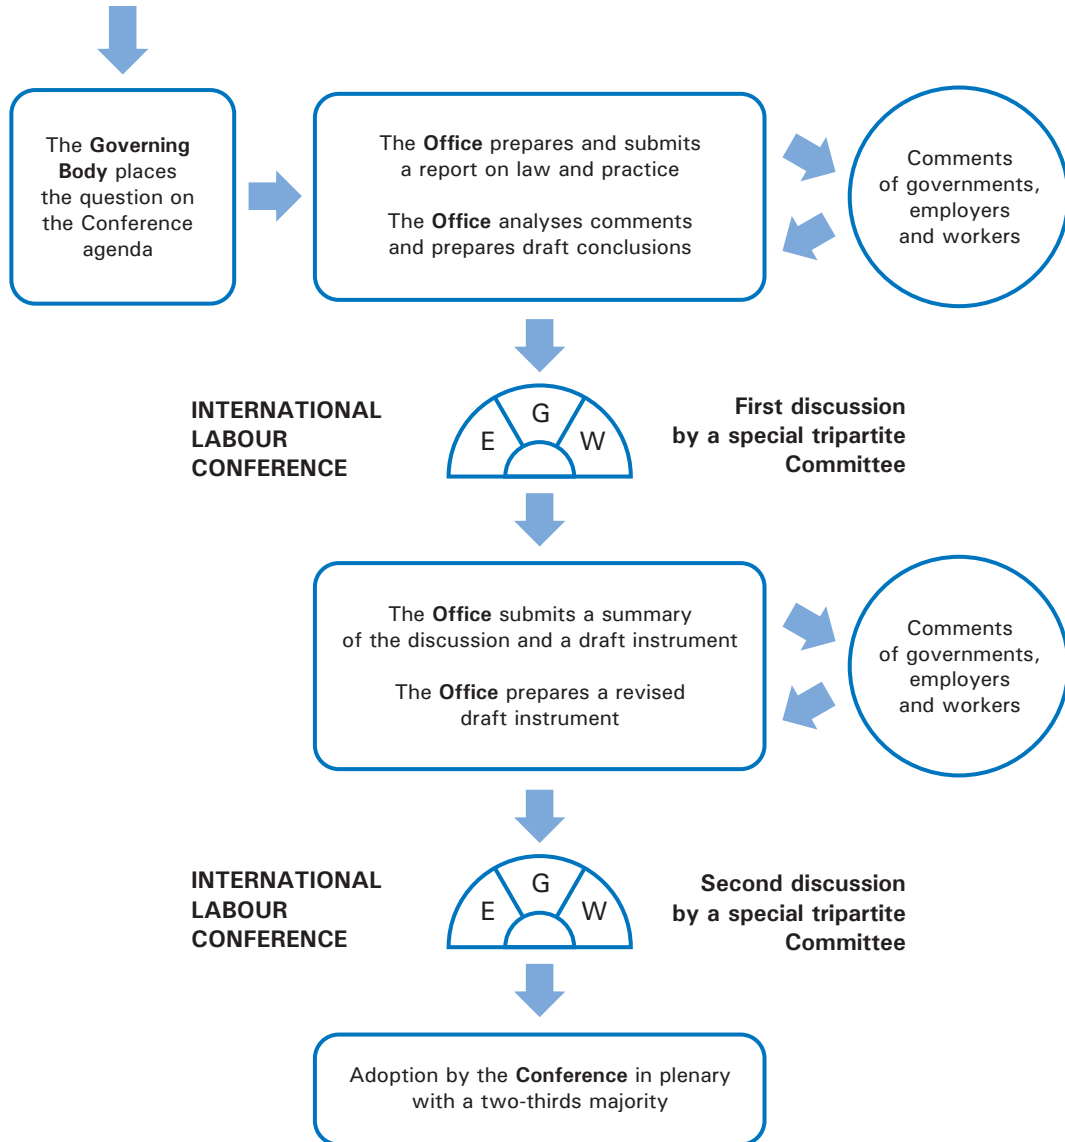 The Governing
Body places
the question on
the Conference
agenda
The Office prepares and submits
a report on law and practice
The Office analyses comments
and prepares draft conclusions
Comments
of governments,
employers
and workers
INTERNATIONAL
LABOUR
CONFERENCE
E G W
First discussion
by a special tripartite
Committee
The Office submits a summary
of the discussion and a draft instrument
The Office prepares a revised
draft instrument
Comments
of governments,
employers
and workers
INTERNATIONAL
LABOUR
CONFERENCE
E G W
Second discussion
by a special tripartite
Committee
Adoption by the Conference in plenary
with a two-thirds majority